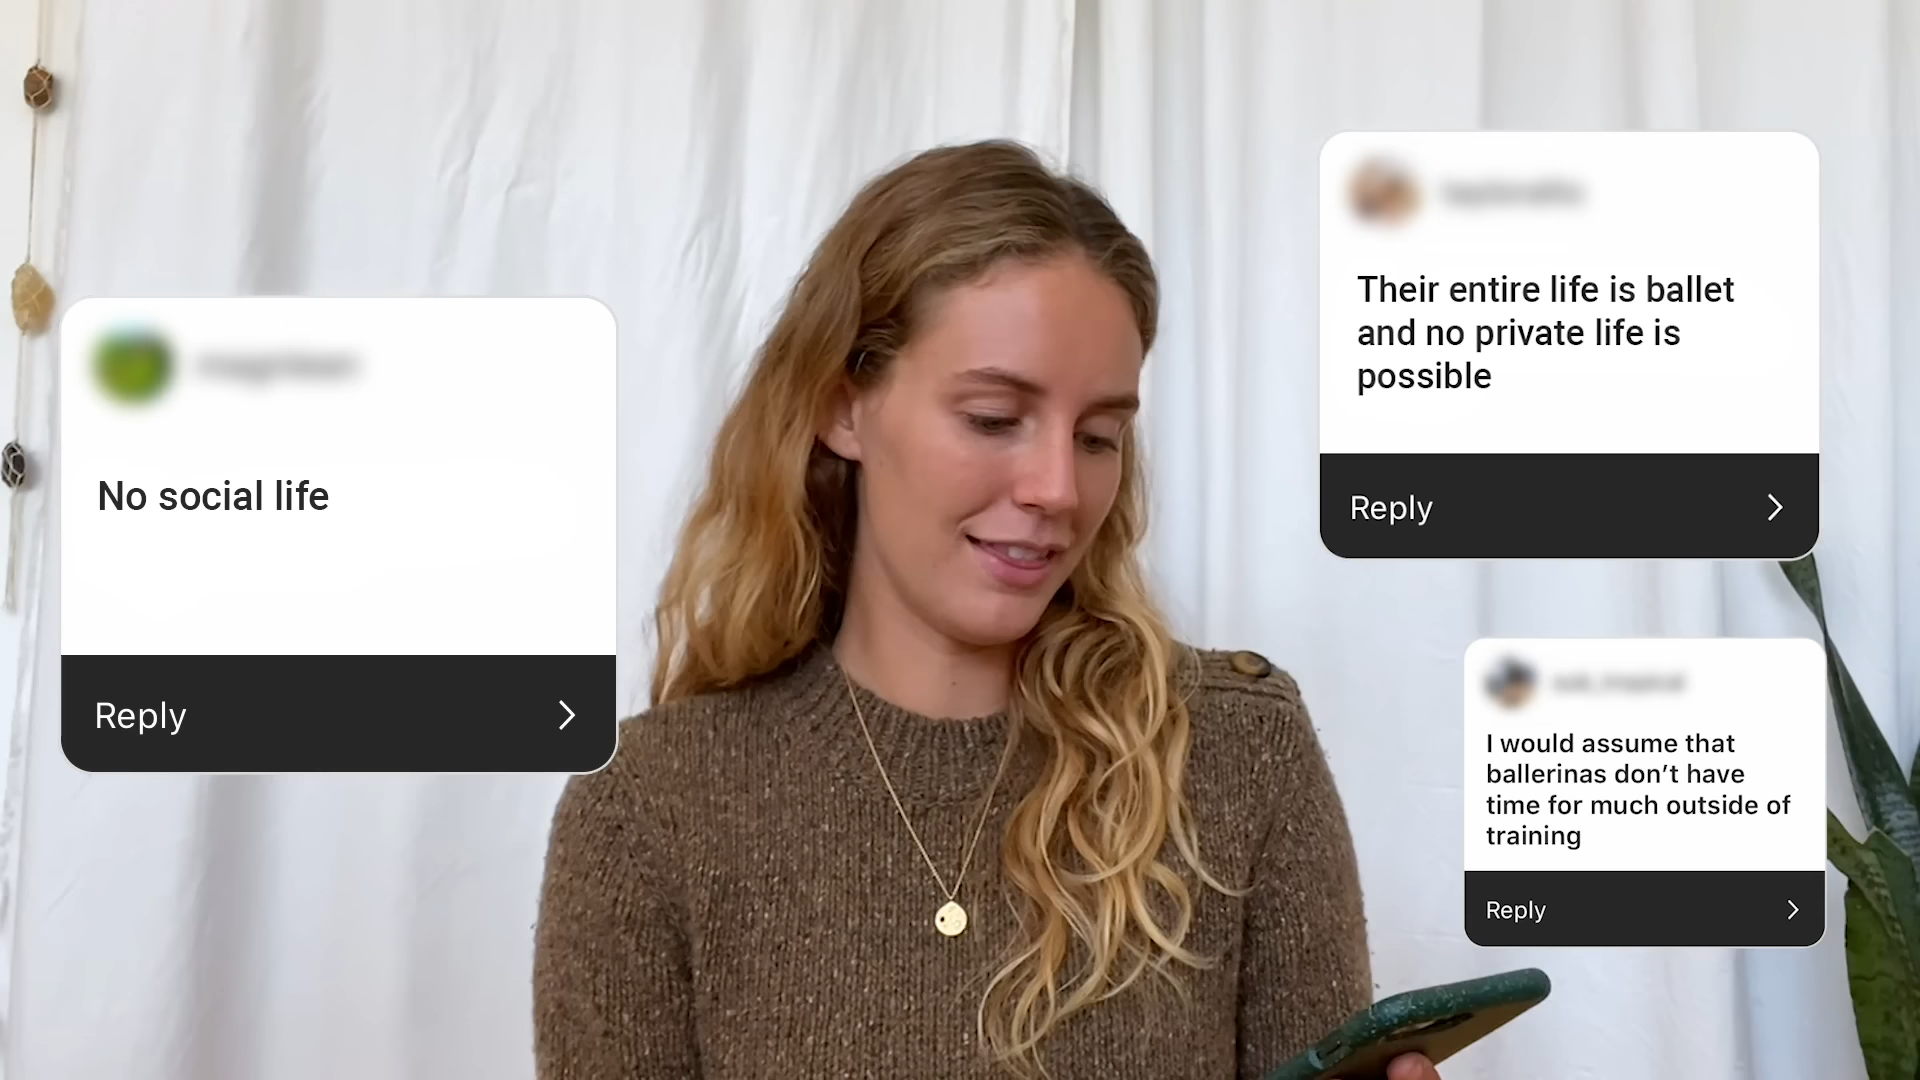 No social life
Reply
Their entire life is ballet
and no private life is
possible
Reply
I would assume that
ballerinas don't have
time for much outside of
training
Reply